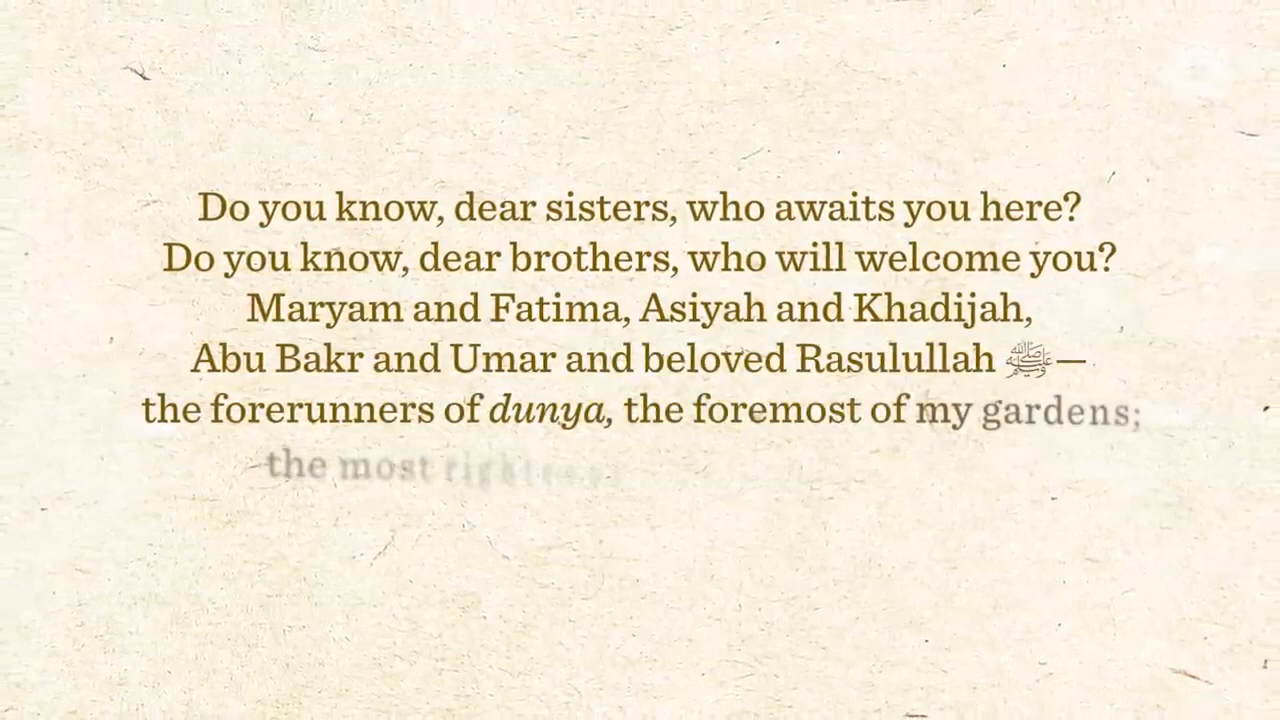 Do you know, dear sisters, who awaits you here?
Do you know, dear brothers, who will welcome you?
Maryam and Fatima, Asiyah and Khadijah,
Abu Bakr and Umar and beloved Rasulullah ﷺ—
the forerunners of dunya, the foremost of my gardens;
the most